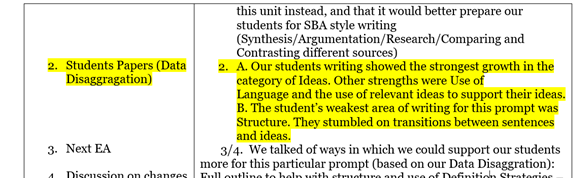 this unit instead, and that it would better prepare our
students for SBA style writing
(Synthesis/Argumentation/Research/Comparing and
Contrasting different sources)
2. Students Papers (Data
Disaggragation)
2. A. Our students writing showed the strongest growth in the
category of Ideas. Other strengths were Use of
Language and the use of relevant ideas to support their ideas.
B. The student's weakest area of writing for this prompt was
Structure. They stumbled on transitions between sentences
and ideas.
3. Next EA
3/4. We talked of ways in which we could support our students
more for this particular prompt (based on our Data Disaggration):
4. Discussion on changes
Full outline to help with structure and use of Definition Strategies –